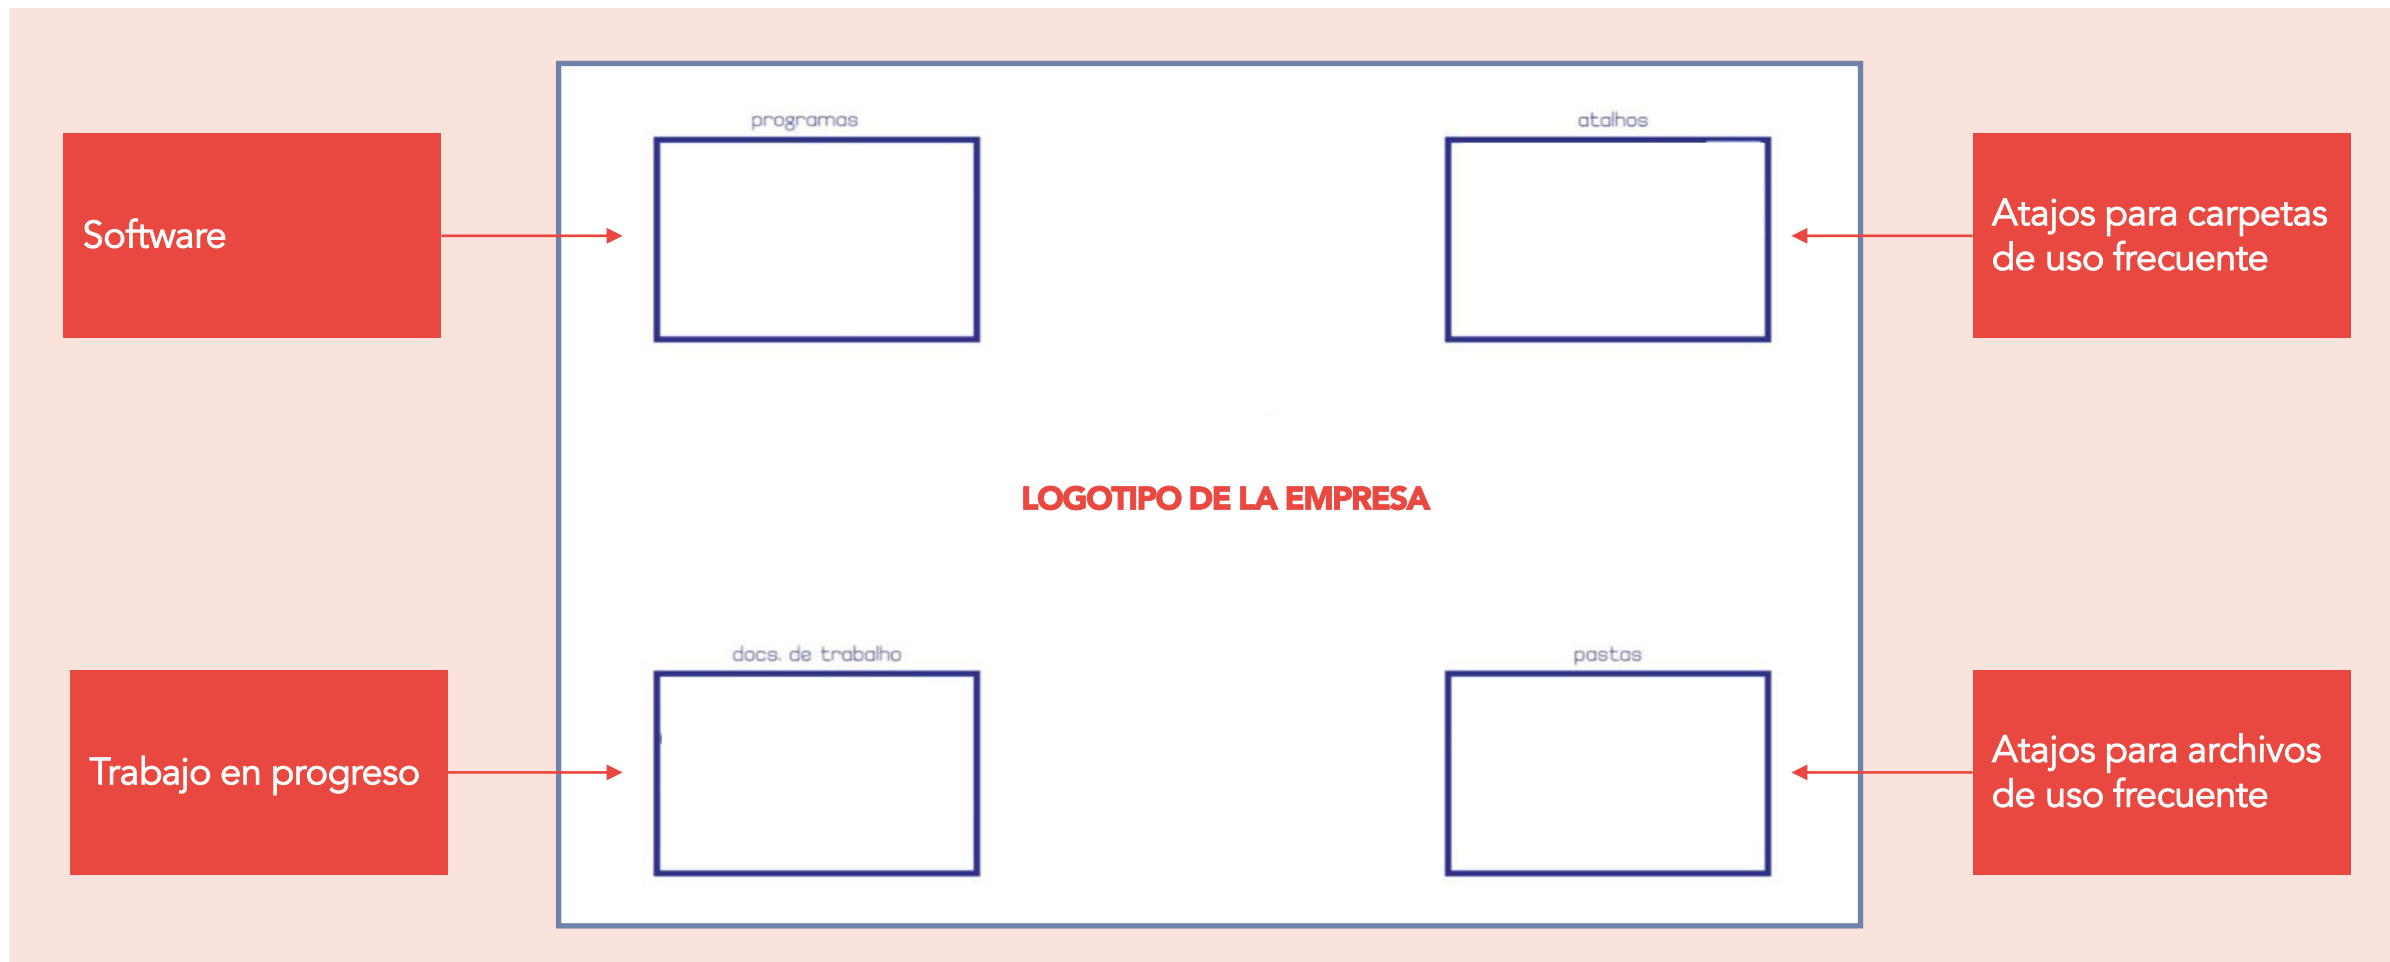 programas
atalhos
Software
Atajos para carpetas
de uso frecuente
LOGOTIPO DE LA EMPRESA
docs. de trabalho
pastas
Trabajo en progreso
Atajos para archivos
de uso frecuente